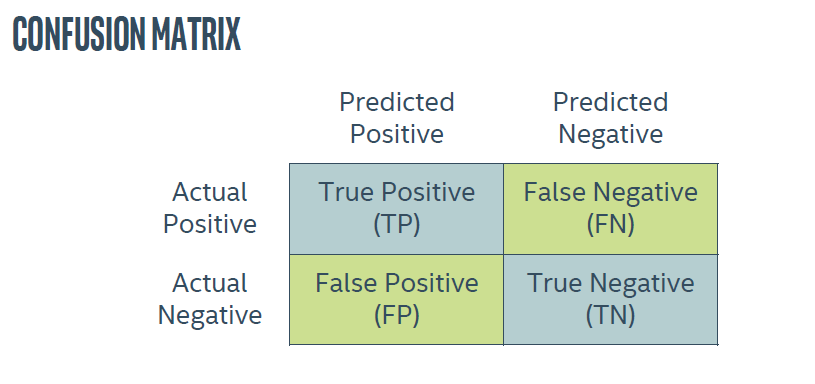 CONFUSION MATRIX
Predicted
Positive
Predicted
Negative
Actual
Positive
True Positive
(TP)
False Negative
(FN)
Actual
Negative
False Positive
(FP)
True Negative
(TN)